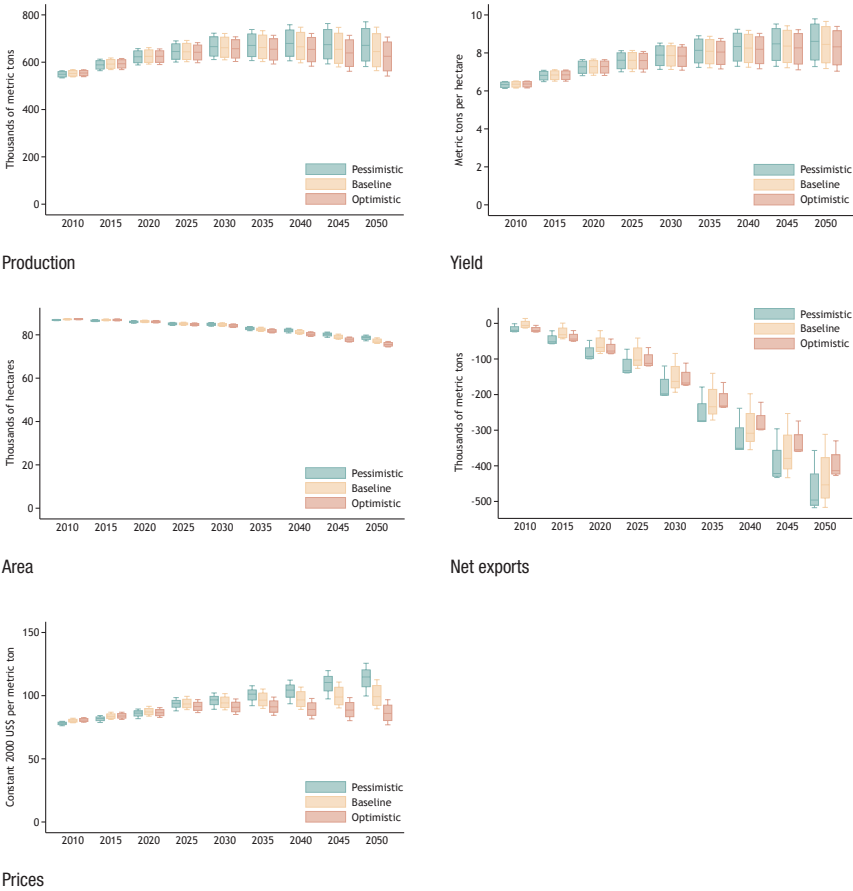 800
600
400
200
0
Thousands of metric tons
Pessimistic
Baseline
Optimistic
2010 2015 2020 2025 2030 2035 2040 2045 2050
Production
10
8
6
4
2
0
Metric tons per hectare
Pessimistic
Baseline
Optimistic
2010 2015 2020 2025 2030 2035 2040 2045 2050
Yield
80
60
40
20
0
Thousands of hectares
Pessimistic
Baseline
Optimistic
2010 2015 2020 2025 2030 2035 2040 2045 2050
Area
0
-100
-200
-300
-400
-500
Thousands of metric tons
Pessimistic
Baseline
Optimistic
2010 2015 2020 2025 2030 2035 2040 2045 2050
Net exports
150
100
50
0
Constant 2000 US$ per metric ton
Pessimistic
Baseline
Optimistic
2010 2015 2020 2025 2030 2035 2040 2045 2050
Prices